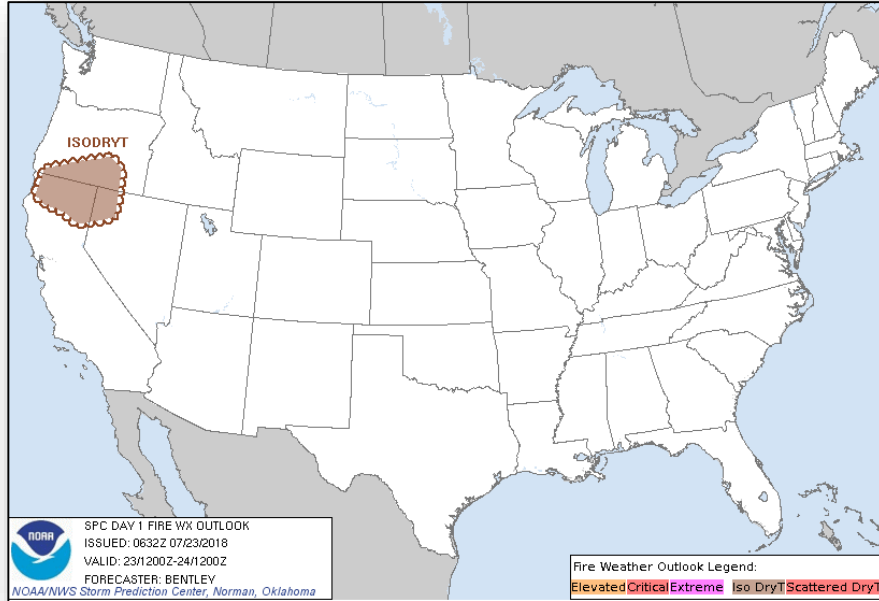 ISODRYT
NOAA
SPC DAY 1 FIRE WX OUTLOOK
ISSUED: 0632Z 07/23/2018
VALID: 23/1200Z-24/1200Z
FORECASTER: BENTLEY
NOAA/NWS Storm Prediction Center, Norman, Oklahoma
Fire Weather Outlook Legend:
Elevated Critical Extreme Iso DryT Scattered DryT